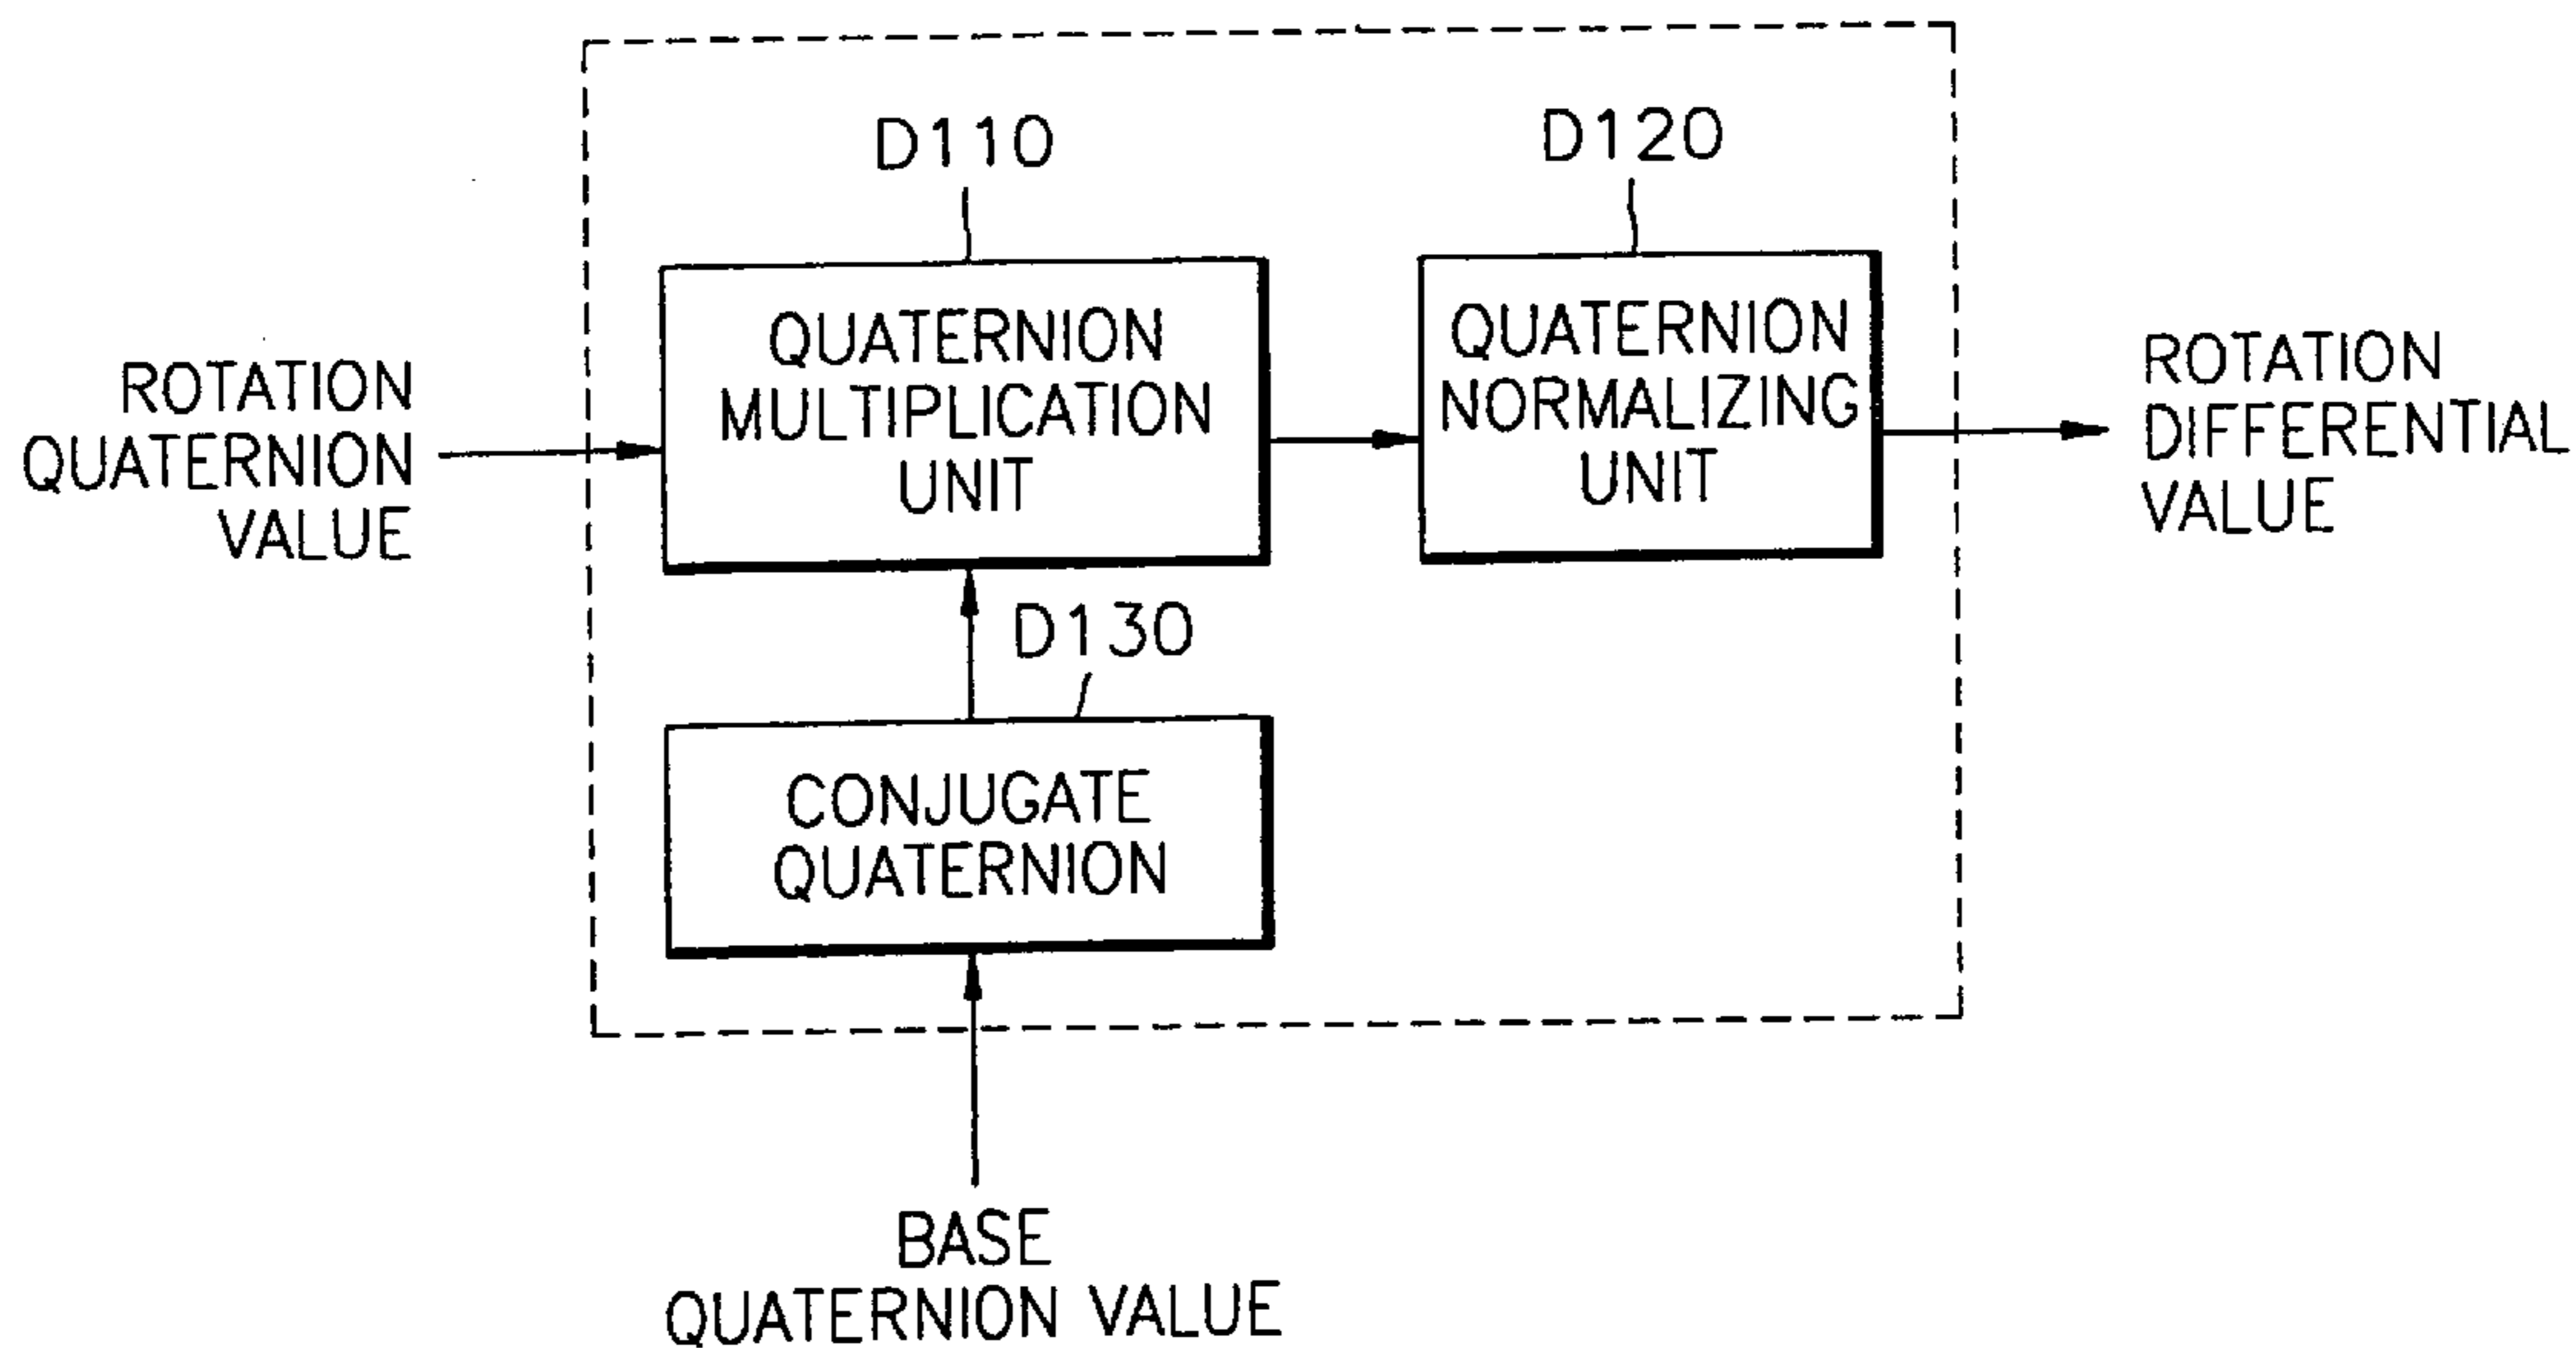 D110
D120
ROTATION
QUATERNION
VALUE
QUATERNION
MULTIPLICATION
UNIT
QUATERNION
NORMALIZING
UNIT
ROTATION
DIFFERENTIAL
VALUE
D130
CONJUGATE
QUATERNION
BASE
QUATERNION VALUE